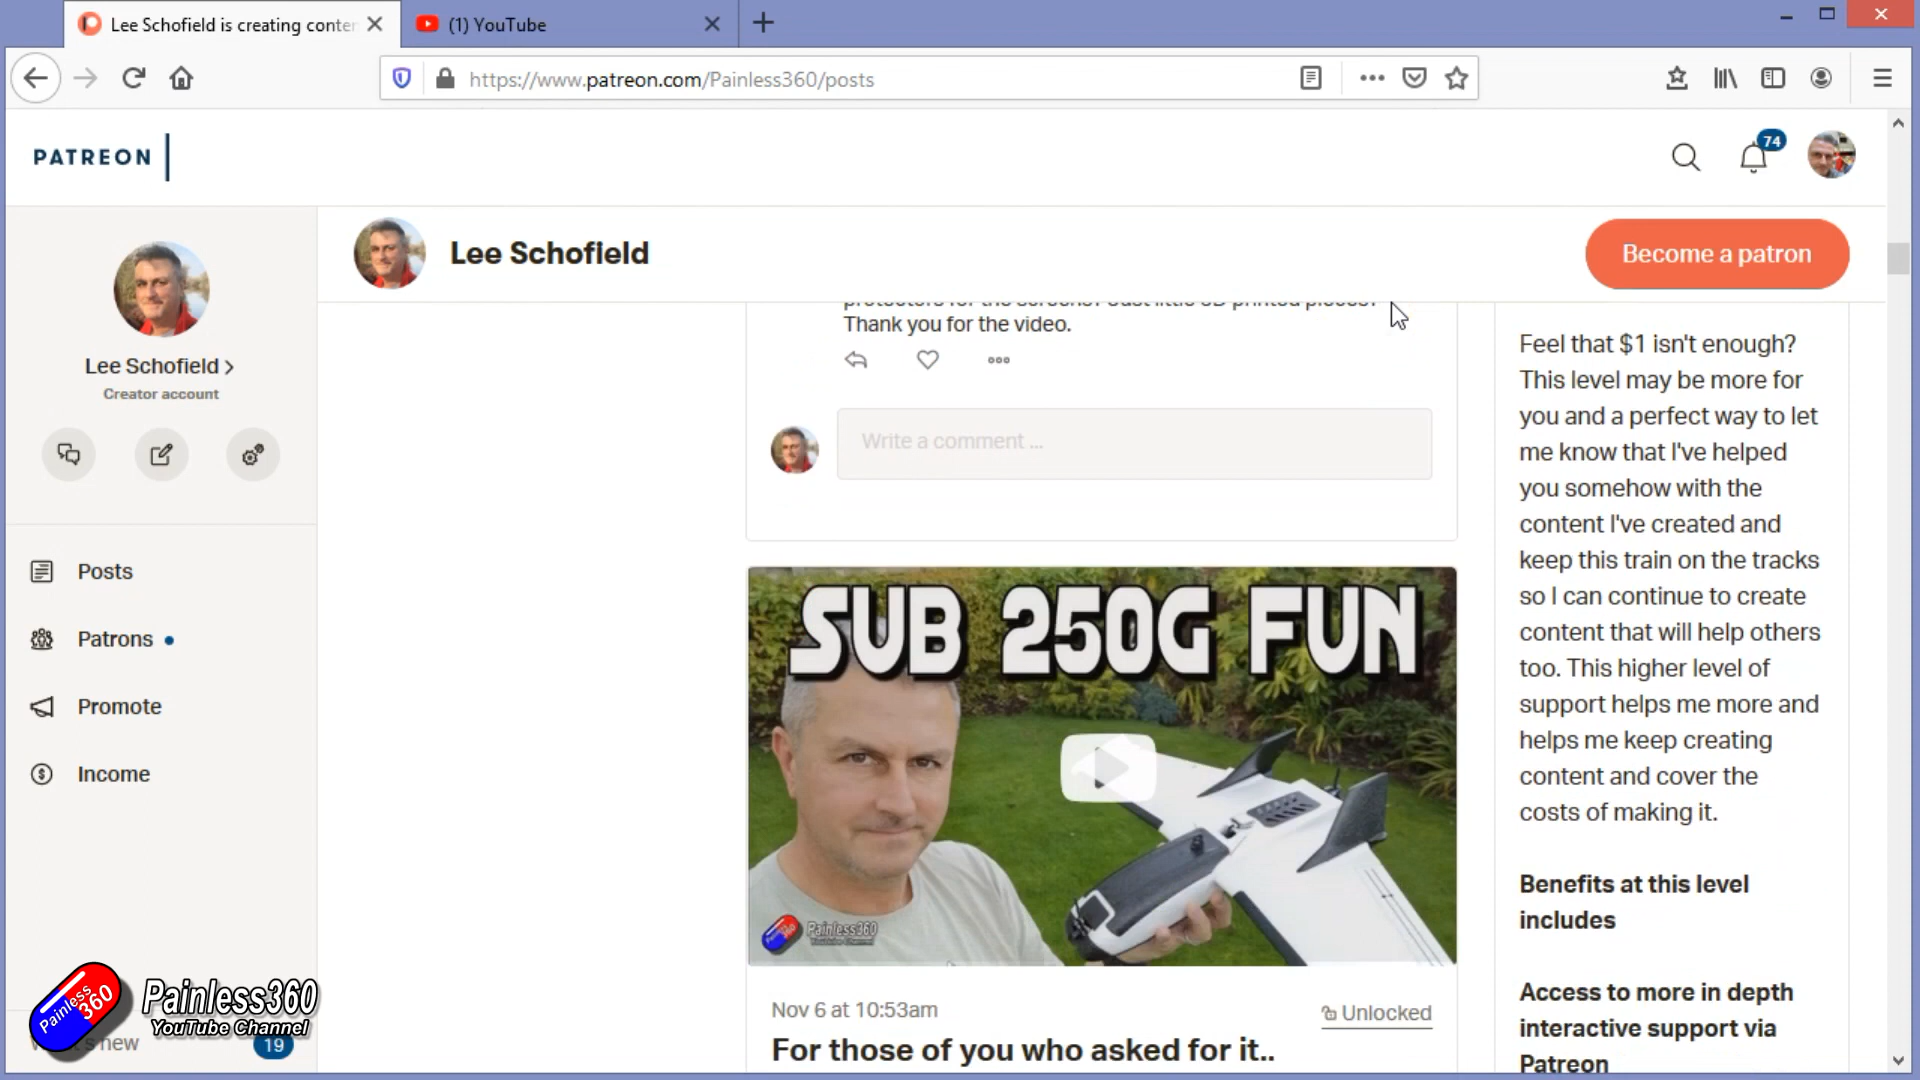 Lee Schofield is creating conte
(1) YouTube
https://www.patreon.com/Painless360/posts
PATREON
74
Lee Schofield
Become a patron
Lee Schofield
Creator account
Posts
Patrons
Promote
Income
Thank you for the video.
Write a comment ...
SUB 250G FUN
Painless360
YouTube Channel
Nov 6 at 10:53am
Unlocked
For those of you who asked for it..
Feel that $1 isn't enough?
This level may be more for
you and a perfect way to let
me know that I've helped
you somehow with the
content I've created and
keep this train on the tracks
so I can continue to create
content that will help others
too. This higher level of
support helps me more and
helps me keep creating
content and cover the
costs of making it.
Benefits at this level
includes
Access to more in depth
interactive support via
Patreon
Painless
360
Painless360
YouTube Channel
new
19